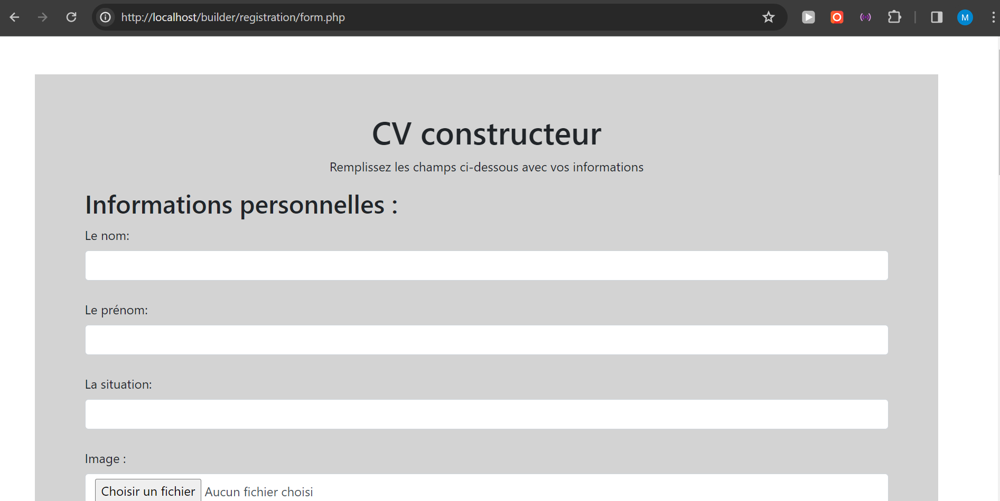 http://localhost/builder/registration/form.php
M
CV constructeur
Remplissez les champs ci-dessous avec vos informations
Informations personnelles :
Le nom:
Le prénom:
La situation:
Image :
Choisir un fichier Aucun fichier choisi